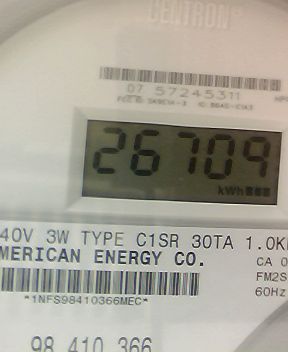 CENTRON
07 57245311
26709
kWh
40V 3W TYPE C1SR 30TA 1.0K
MERICAN ENERGY CO.
CA 0
FM2S
60Hz
*1NFS98410366MEC*
98 410 366